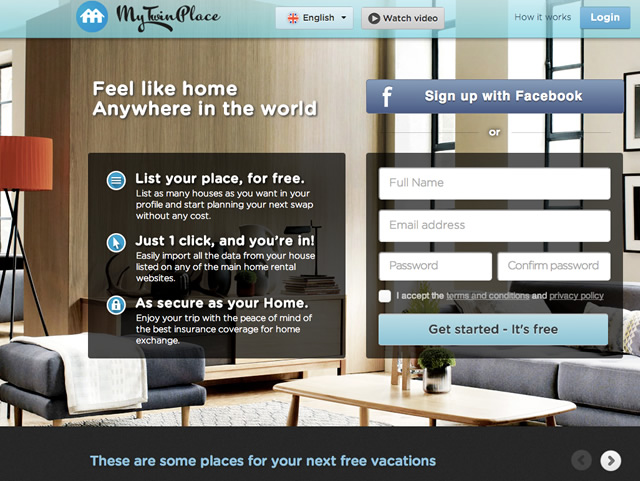 MyTwinPlace
English
Watch video
How it works
Login
Feel like home
Anywhere in the world
f
Sign up with Facebook
or
List your place, for free.
List as many houses as you want in your
profile and start planning your next swap
without any cost.
Just 1 click, and you're in!
Easily import all the data from your house
listed on any of the main home rental
websites.
As secure as your Home.
Enjoy your trip with the peace of mind of
the best insurance coverage for home
exchange.
Full Name
Email address
Password
Confirm password
I accept the terms and conditions and privacy policy
Get started - It's free
These are some places for your next free vacations